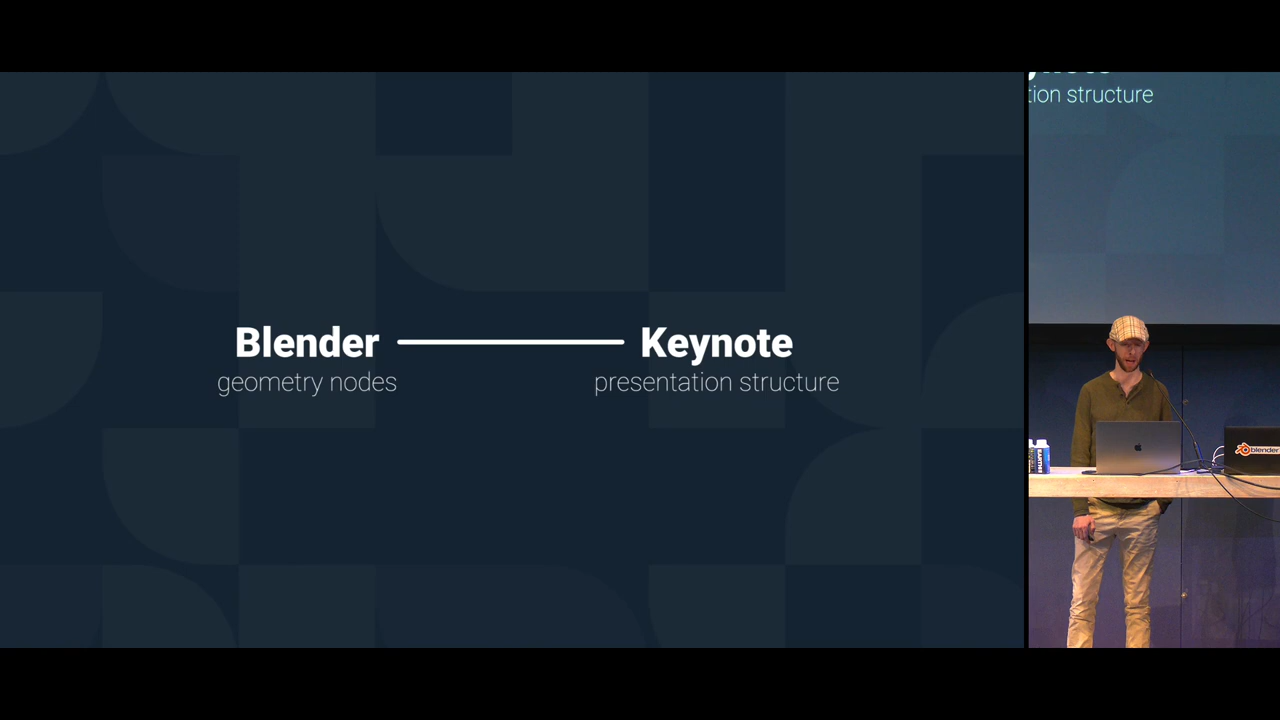 Blender Keynote
geometry nodes presentation structure
tion structure
blender